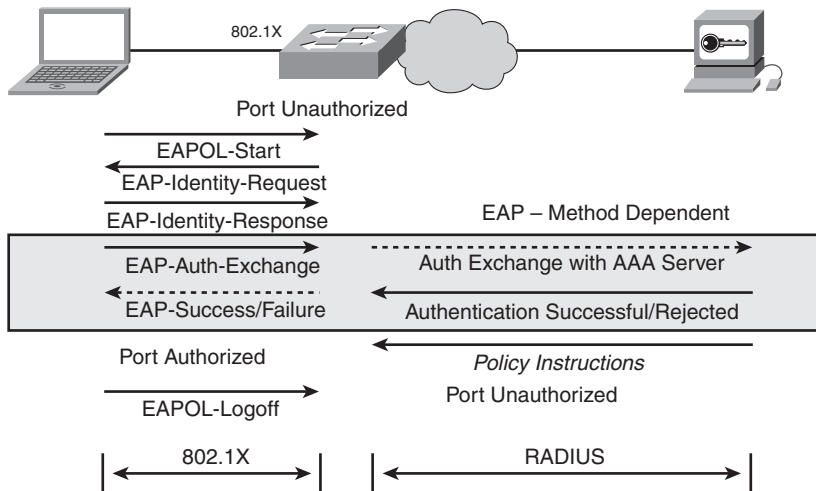 802.1X
Port Unauthorized
EAPOL-Start
EAP-Identity-Request
EAP-Identity-Response
EAP – Method Dependent
EAP-Auth-Exchange
Auth Exchange with AAA Server
EAP-Success/Failure
Authentication Successful/Rejected
Port Authorized
Policy Instructions
EAPOL-Logoff
Port Unauthorized
802.1X
RADIUS